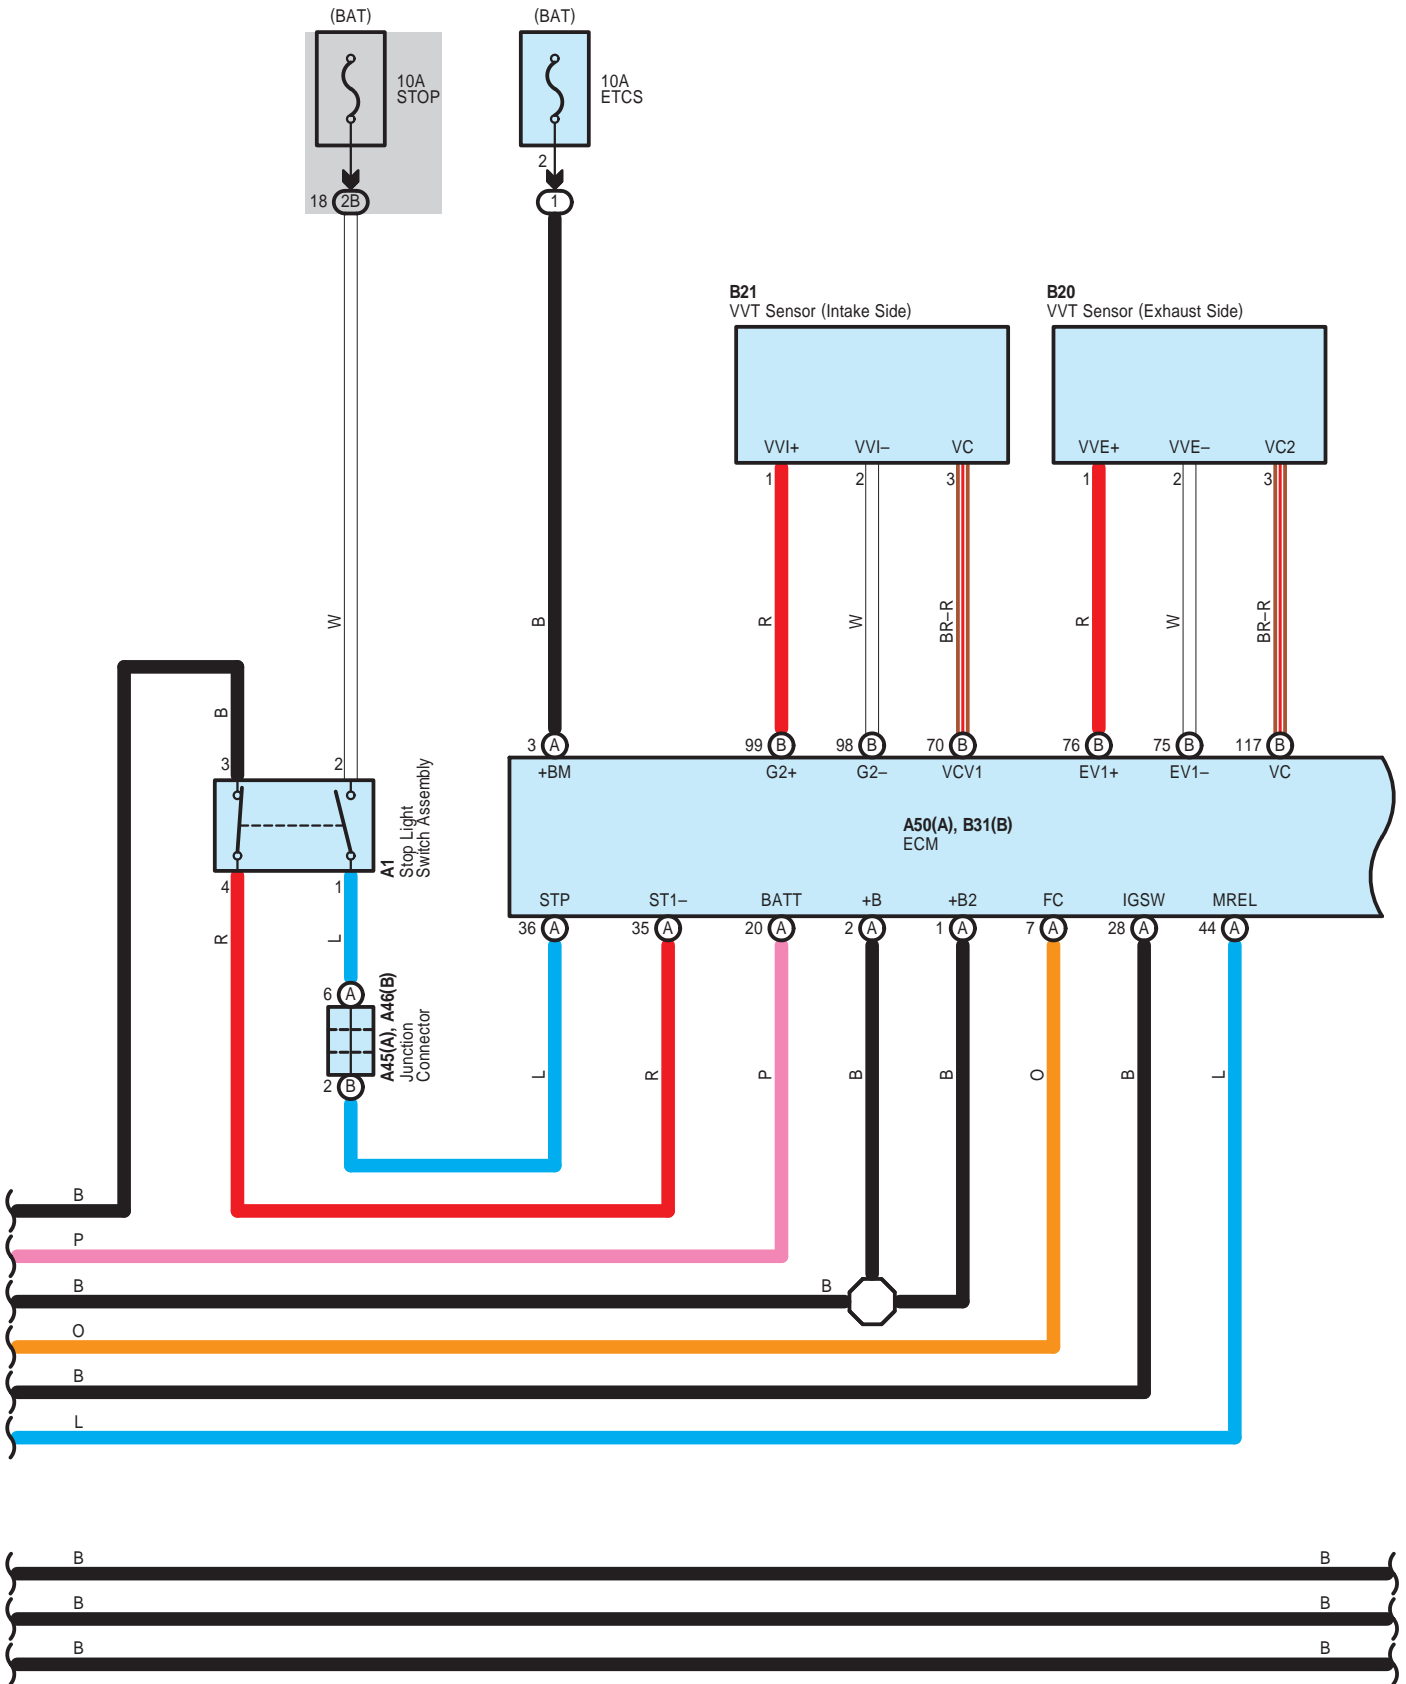 (BAT)
(BAT)
10A
STOP
10A
ETCS
2
18
2B
1
B21
VVT Sensor (Intake Side)
B20
VVT Sensor (Exhaust Side)
VVI+
VVI–
VC
VVE+
VVE–
VC2
1
2
3
1
2
3
W
B
R
W
BR–R
R
W
BR–R
B
3
2
3
A
99
B
98
B
70
B
76
B
75
B
117
B
+BM
G2+
G2–
VCV1
EV1+
EV1–
VC
A1
Stop Light
Switch Assembly
A50(A), B31(B)
ECM
4
1
STP
ST1–
BATT
+B
+B2
FC
IGSW
MREL
36
A
35
A
20
A
2
A
1
A
7
A
28
A
44
A
R
L
6
A
A45(A), A46(B)
Junction
Connector
2
B
L
R
P
B
B
O
B
L
B
P
B
B
O
B
L
B
B
B
B
B
B